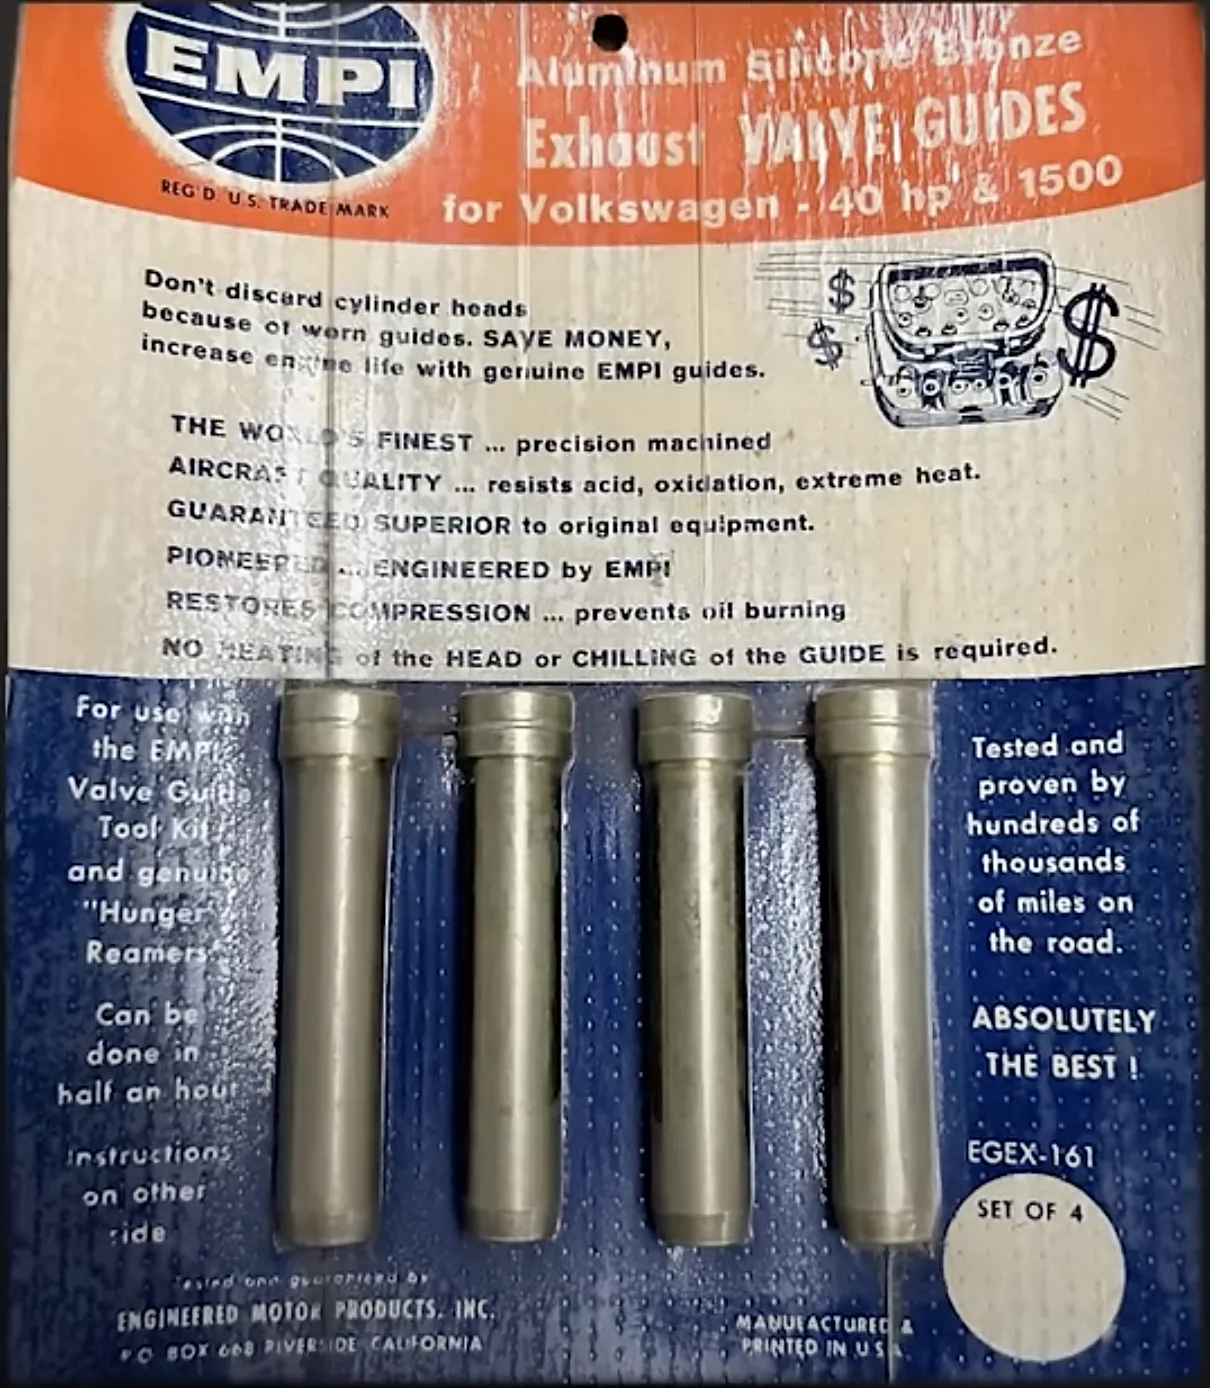 EMPI
REG'D U.S. TRADE MARK
Aluminum Silicone Bronze
Exhaust VALVE GUIDES
for Volkswagen - 40 hp & 1500
Don't discard cylinder heads
because of worn guides. SAVE MONEY,
increase engine life with genuine EMPI guides.
$ $ $
THE WORLD'S FINEST ... precision machined
AIRCRAFT QUALITY ... resists acid, oxidation, extreme heat.
GUARANTEED SUPERIOR to original equipment.
PIONEERED ... ENGINEERED by EMPI
RESTORES COMPRESSION ... prevents oil burning
NO HEATING of the HEAD or CHILLING of the GUIDE is required.
For use with
the EMPI
Valve Guide
Tool Kit
and genuine
"Hunger
Reamers"
Can be
done in
half an hour
Instructions
on other
side
Tested and
proven by
hundreds of
thousands
of miles on
the road.
ABSOLUTELY
THE BEST !
EGEX-161
SET OF 4
Tested and guaranteed by
ENGINEERED MOTOR PRODUCTS, INC.
P.O. BOX 668 RIVERSIDE CALIFORNIA
MANUFACTURED &
PRINTED IN U.S.A.